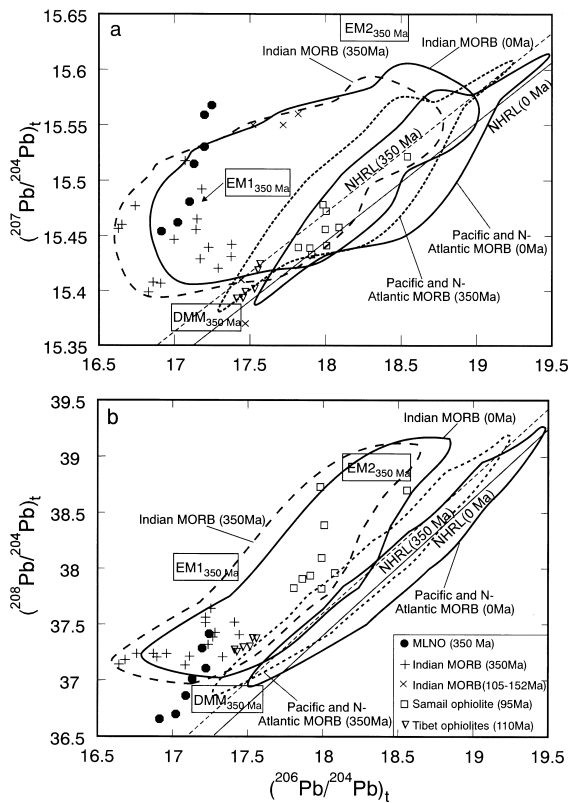 a
EM2350 Ma
Indian MORB (350Ma)
Indian MORB (0Ma)
15.65
15.6
15.55
15.5
15.45
15.4
15.35
(207Pb/204Pb)t
NHRL(350 Ma)
NHRL(0 Ma)
EM1350 Ma
DMM350 Ma
Pacific and N-
Atlantic MORB (0Ma)
Pacific and N-
Atlantic MORB (350Ma)
16.5 17 17.5 18 18.5 19 19.5
b
39.5
39
38.5
38
37.5
37
36.5
(208Pb/204Pb)t
Indian MORB (0Ma)
EM2350 Ma
Indian MORB (350Ma)
EM1350 Ma
NHRL(350 Ma)
NHRL(0 Ma)
Pacific and N-
Atlantic MORB (0Ma)
DMM350 Ma
Pacific and N-
Atlantic MORB (350Ma)
MLNO (350 Ma)
Indian MORB (350Ma)
Indian MORB(105-152Ma)
Samail ophiolite (95Ma)
Tibet ophiolites (110Ma)
16.5 17 17.5 18 18.5 19 19.5
(206Pb/204Pb)t